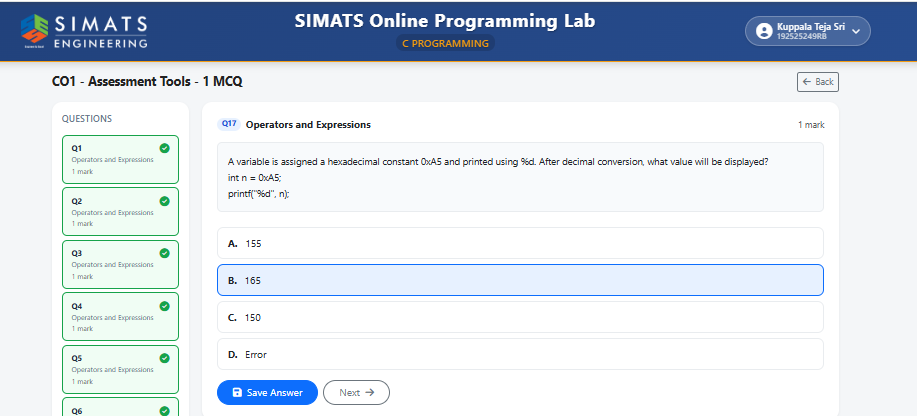 SIMATS
ENGINEERING
SIMATS Online Programming Lab
C PROGRAMMING
Kuppala Teja Sri
192525249RB
CO1 - Assessment Tools - 1 MCQ
← Back
QUESTIONS
Q1
Operators and Expressions
1 mark
Q2
Operators and Expressions
1 mark
Q3
Operators and Expressions
1 mark
Q4
Operators and Expressions
1 mark
Q5
Operators and Expressions
1 mark
Q6
Q17 Operators and Expressions
1 mark
A variable is assigned a hexadecimal constant 0xA5 and printed using %d. After decimal conversion, what value will be displayed?
int n = 0xA5;
printf("%d", n);
A. 155
B. 165
C. 150
D. Error
Save Answer
Next →